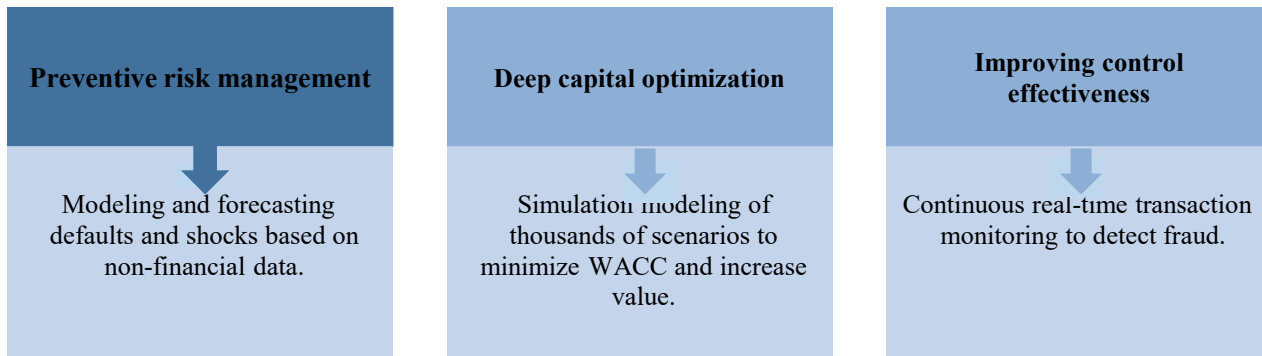 Preventive risk management
Modeling and forecasting
defaults and shocks based on
non-financial data.
Deep capital optimization
Simulation modeling of
thousands of scenarios to
minimize WACC and increase
value.
Improving control
effectiveness
Continuous real-time transaction
monitoring to detect fraud.